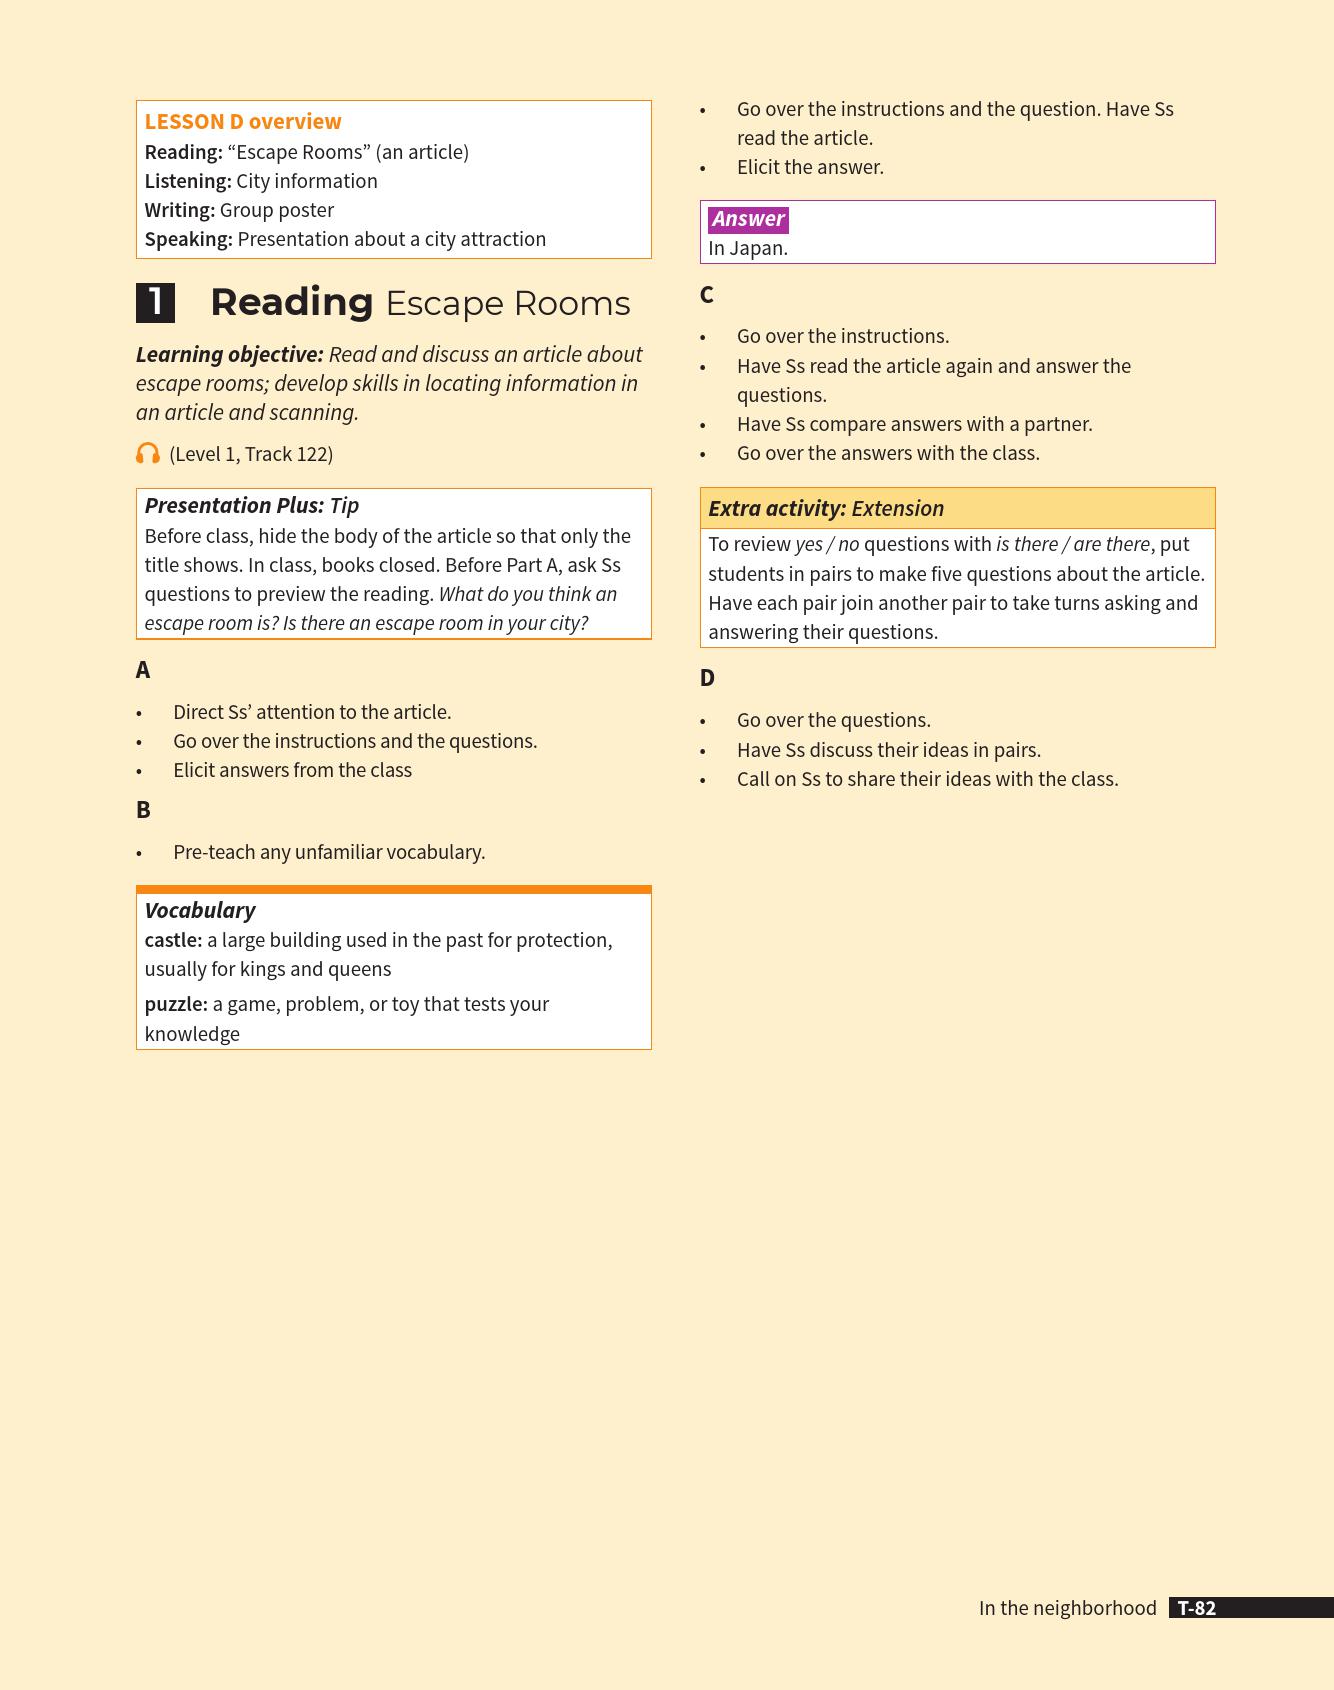 LESSON D overview
Reading: “Escape Rooms” (an article)
Listening: City information
Writing: Group poster
Speaking: Presentation about a city attraction
1 Reading Escape Rooms
Learning objective: Read and discuss an article about
escape rooms; develop skills in locating information in
an article and scanning.
(Level 1, Track 122)
Presentation Plus: Tip
Before class, hide the body of the article so that only the
title shows. In class, books closed. Before Part A, ask Ss
questions to preview the reading. What do you think an
escape room is? Is there an escape room in your city?
A
• Direct Ss’ attention to the article.
• Go over the instructions and the questions.
• Elicit answers from the class
B
• Pre-teach any unfamiliar vocabulary.
Vocabulary
castle: a large building used in the past for protection,
usually for kings and queens
puzzle: a game, problem, or toy that tests your
knowledge
• Go over the instructions and the question. Have Ss
read the article.
• Elicit the answer.
Answer
In Japan.
C
• Go over the instructions.
• Have Ss read the article again and answer the
questions.
• Have Ss compare answers with a partner.
• Go over the answers with the class.
Extra activity: Extension
To review yes / no questions with is there / are there, put
students in pairs to make five questions about the article.
Have each pair join another pair to take turns asking and
answering their questions.
D
• Go over the questions.
• Have Ss discuss their ideas in pairs.
• Call on Ss to share their ideas with the class.
In the neighborhood T-82